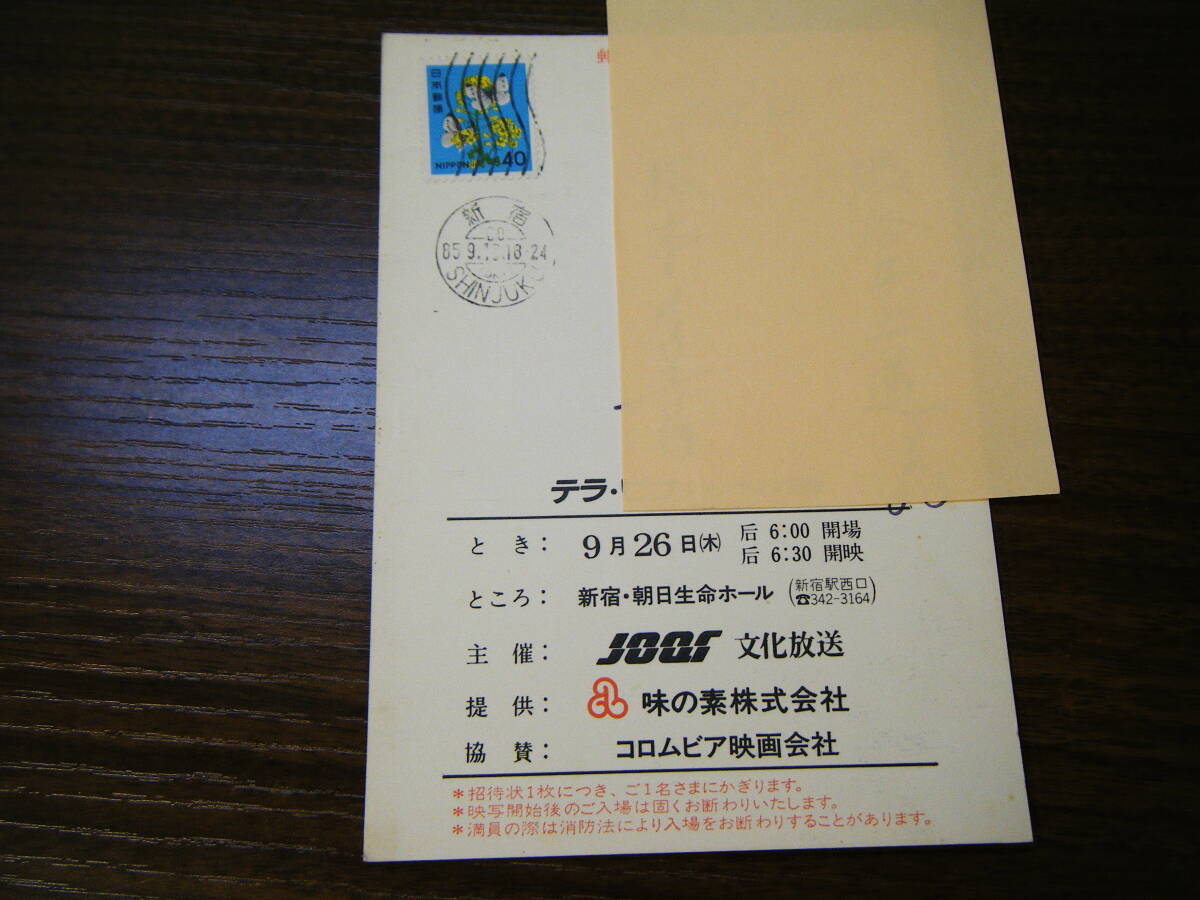 郵
日本郵便
NIPPON 40
新宿
85 9. 18-24
SHINJUKU
テラ・
とき： 9月26日(木) 后 6:00 開場
后 6:30 開映
ところ： 新宿・朝日生命ホール (新宿駅西口 ☎342-3164)
主催： JOQR 文化放送
提供： 味の素株式会社
協賛： コロムビア映画会社
＊招待状1枚につき、ご1名さまにかぎります。
＊映写開始後のご入場は固くお断わりいたします。
＊満員の際は消防法により入場をお断わりすることがあります。